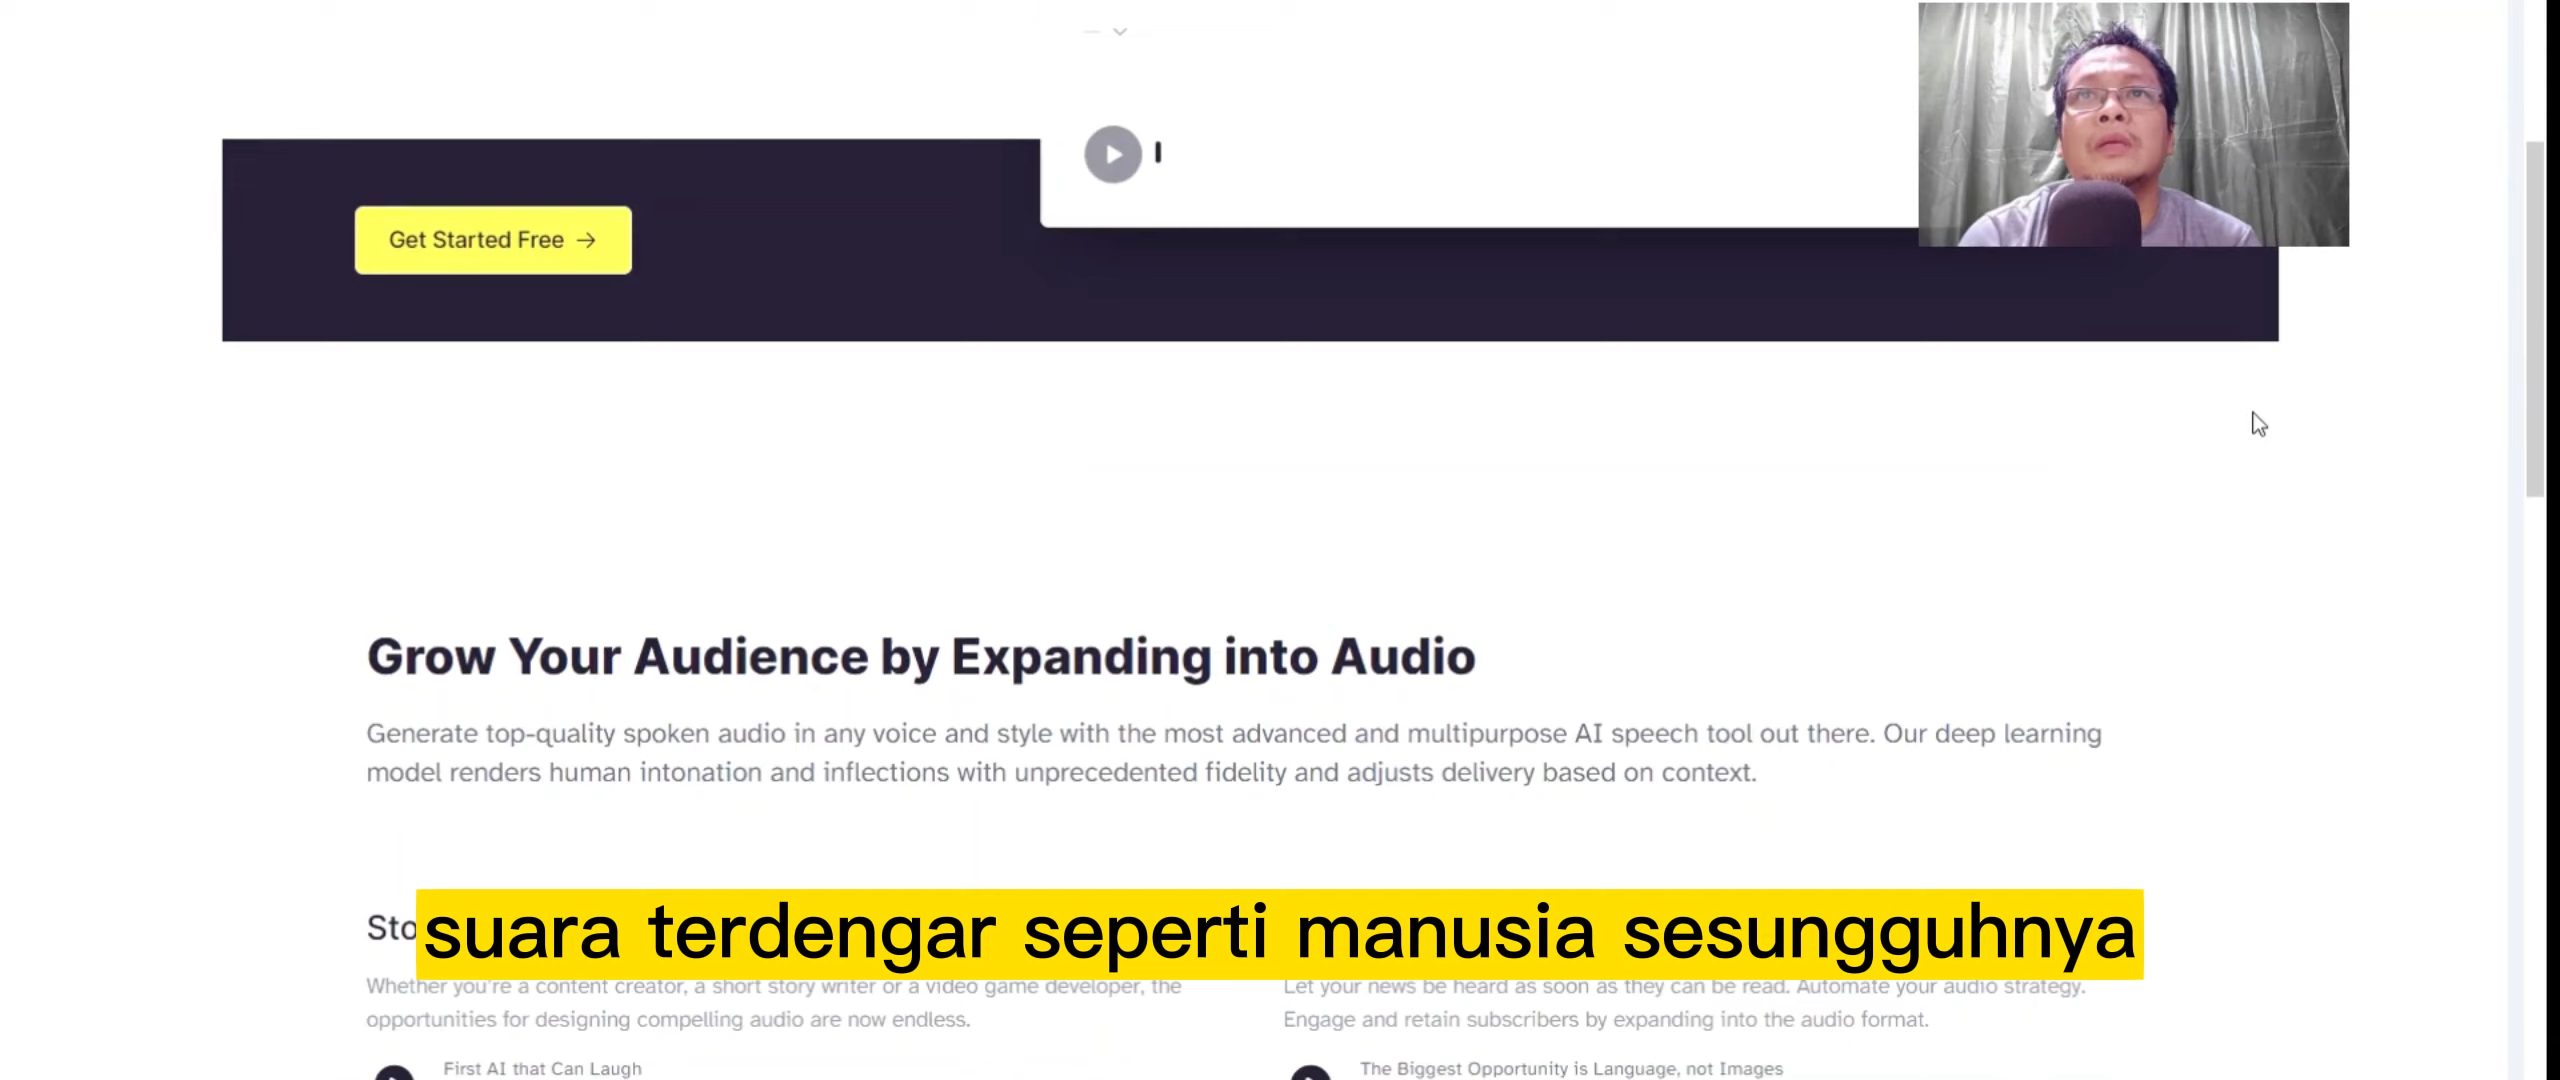 Get Started Free →
Grow Your Audience by Expanding into Audio
Generate top-quality spoken audio in any voice and style with the most advanced and multipurpose AI speech tool out there. Our deep learning
model renders human intonation and inflections with unprecedented fidelity and adjusts delivery based on context.
suara terdengar seperti manusia sesungguhnya
Whether you're a content creator, a short story writer or a video game developer, the
opportunities for designing compelling audio are now endless.
First AI that Can Laugh
Let your news be heard as soon as they can be read. Automate your audio strategy.
Engage and retain subscribers by expanding into the audio format.
The Biggest Opportunity is Language, not Images